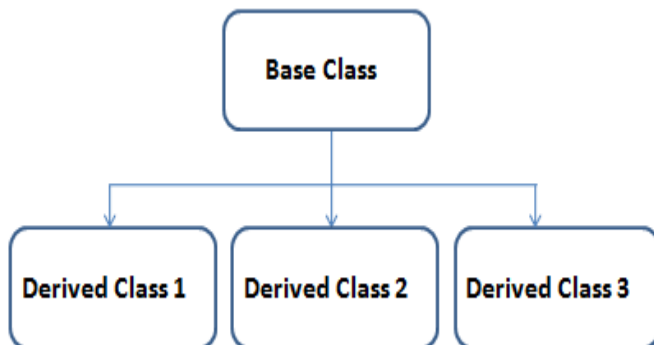 Base Class
Derived Class 1
Derived Class 2
Derived Class 3